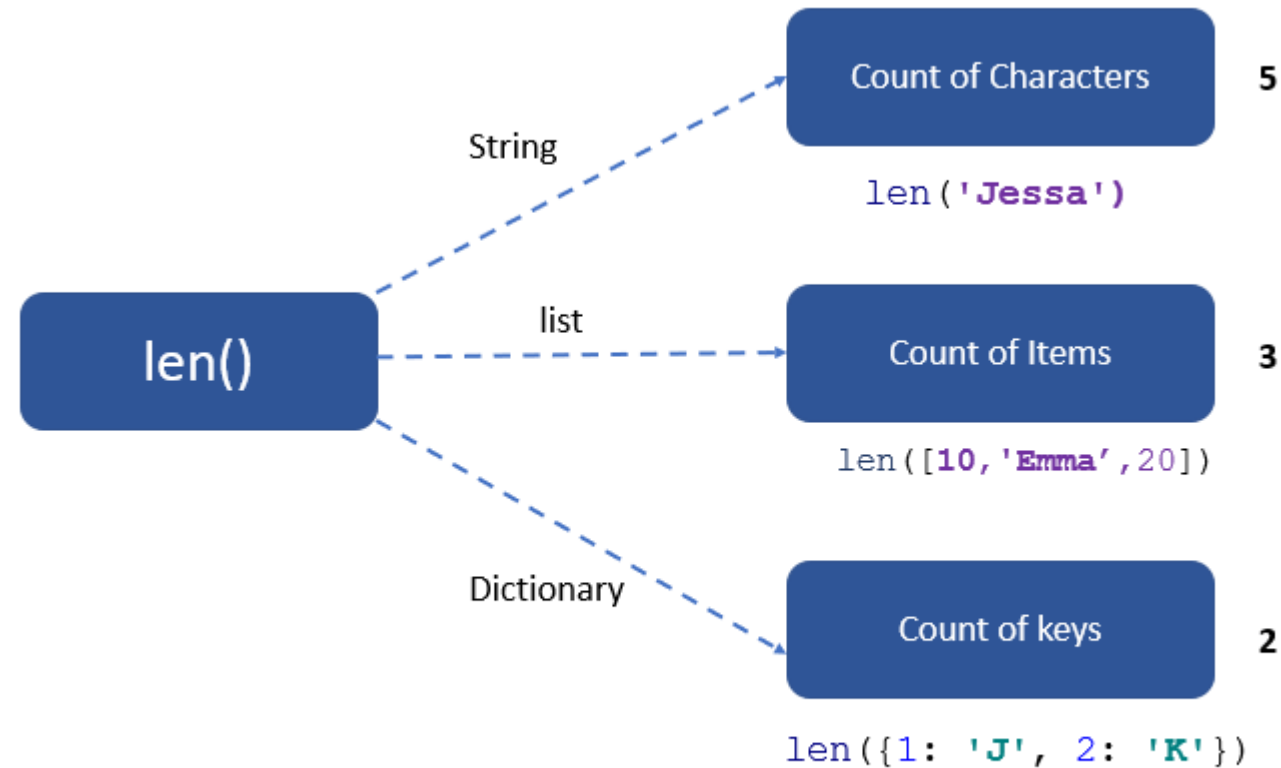 Count of Characters
5
String
len('Jessa')
len()
list
Count of Items
3
len([10,'Emma’,20])
Dictionary
Count of keys
2
len({1: 'J', 2: 'K'})